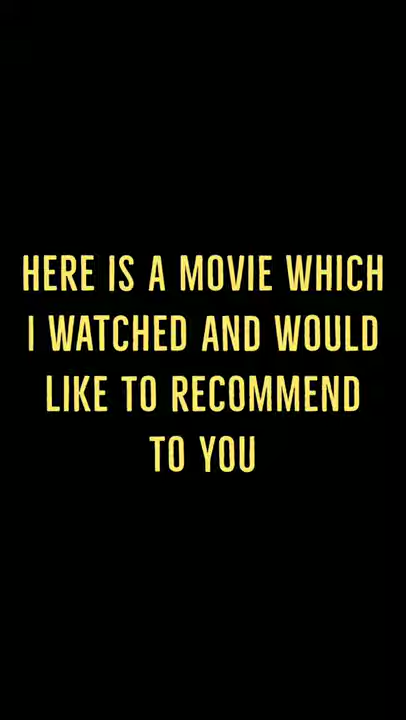 HERE IS A MOVIE WHICH
I WATCHED AND WOULD
LIKE TO RECOMMEND
TO YOU